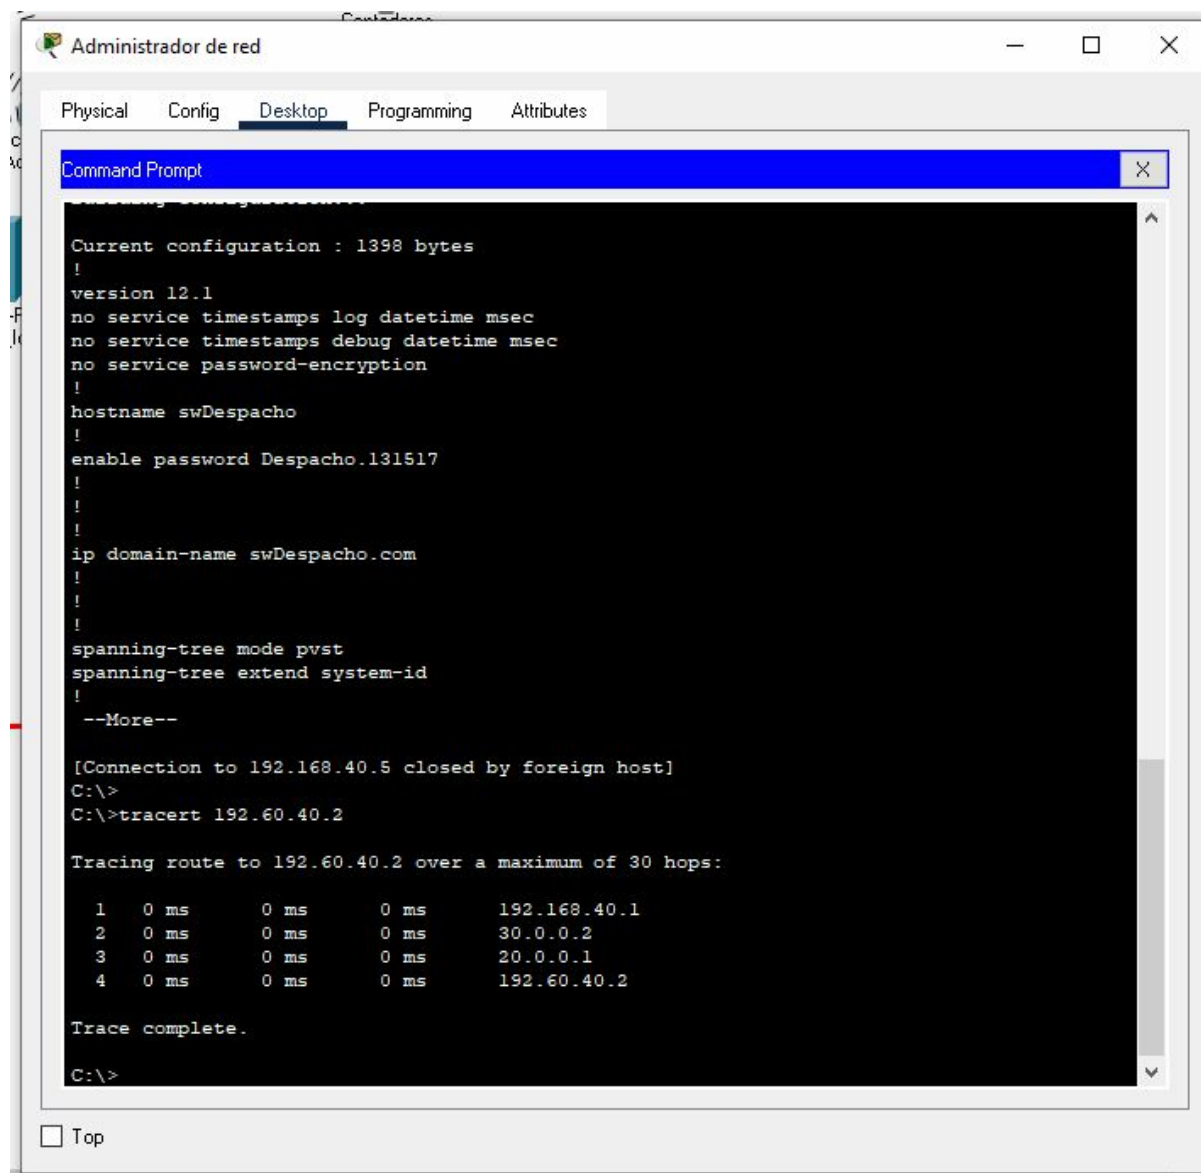 Administrador de red
Physical Config Desktop Programming Attributes
Command Prompt X
Current configuration : 1398 bytes
!
version 12.1
no service timestamps log datetime msec
no service timestamps debug datetime msec
no service password-encryption
!
hostname swDespacho
!
enable password Despacho.131517
!
!
!
ip domain-name swDespacho.com
!
!
!
spanning-tree mode pvst
spanning-tree extend system-id
!
--More--
[Connection to 192.168.40.5 closed by foreign host]
C:\>
C:\>tracert 192.60.40.2
Tracing route to 192.60.40.2 over a maximum of 30 hops:
1 0 ms 0 ms 0 ms 192.168.40.1
2 0 ms 0 ms 0 ms 30.0.0.2
3 0 ms 0 ms 0 ms 20.0.0.1
4 0 ms 0 ms 0 ms 192.60.40.2
Trace complete.
C:\>
Top